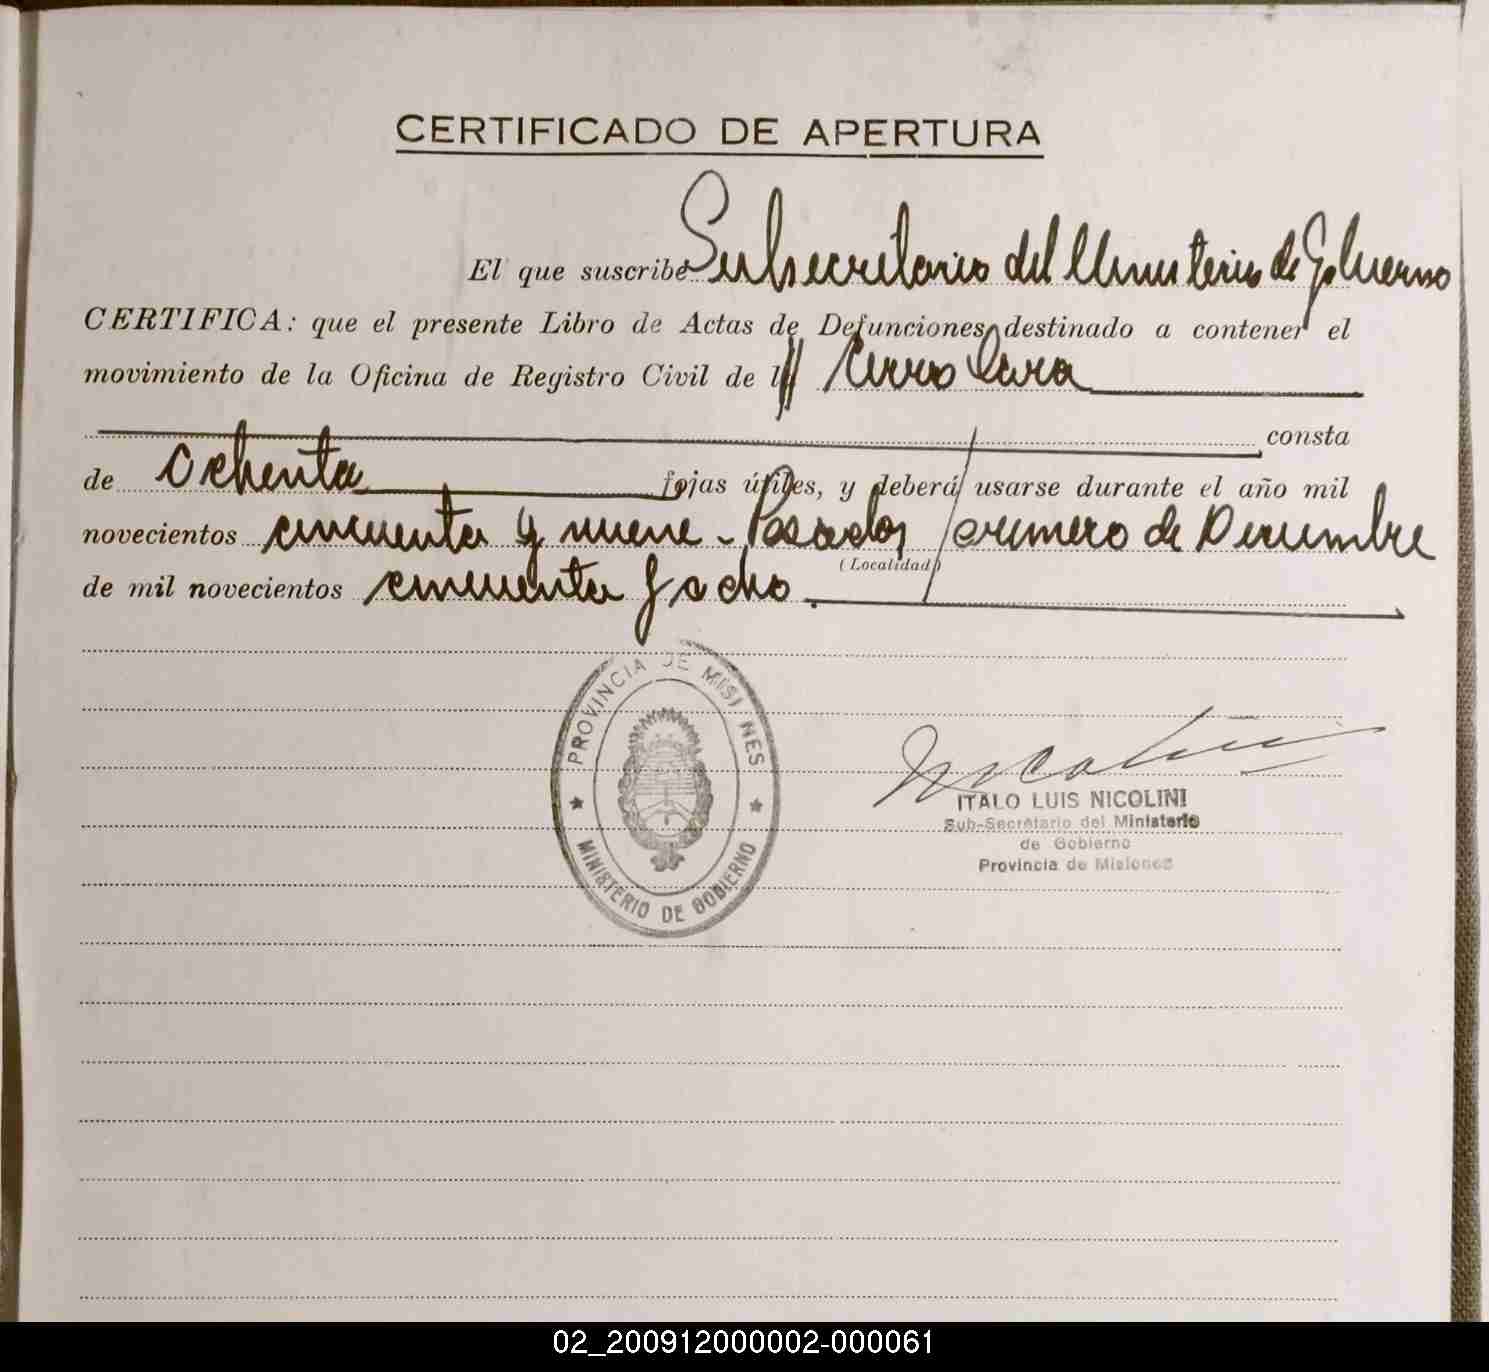 CERTIFICADO DE APERTURA
El que suscribe Subsecretario del Ministerio de Gobierno
CERTIFICA: que el presente Libro de Actas de Defunciones destinado a contener el
movimiento de la Oficina de Registro Civil de Cerro Cora
consta
de Ochenta fojas útiles, y deberá usarse durante el año mil
novecientos cincuenta y nueve - Posadas, primero de Diciembre
(Localidad)
de mil novecientos cincuenta y ocho.
PROVINCIA DE MISIONES
MINISTERIO DE GOBIERNO
Nicolini
ITALO LUIS NICOLINI
Sub-Secretario del Ministerio
de Gobierno
Provincia de Misiones
02_200912000002-000061